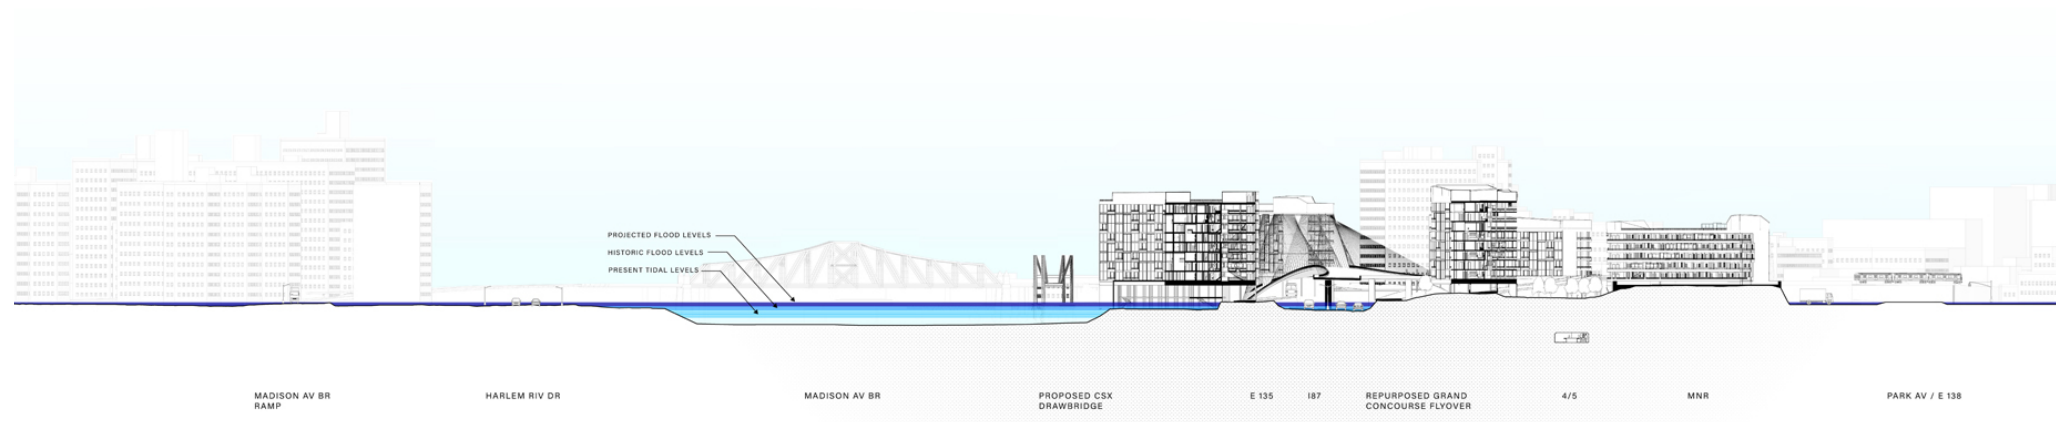 PROJECTED FLOOD LEVELS
HISTORIC FLOOD LEVELS
PRESENT TIDAL LEVELS
MADISON AV BR
RAMP
HARLEM RIV DR
MADISON AV BR
PROPOSED CSX
DRAWBRIDGE
E 135
I87
REPURPOSED GRAND
CONCOURSE FLYOVER
4/5
MNR
PARK AV / E 138